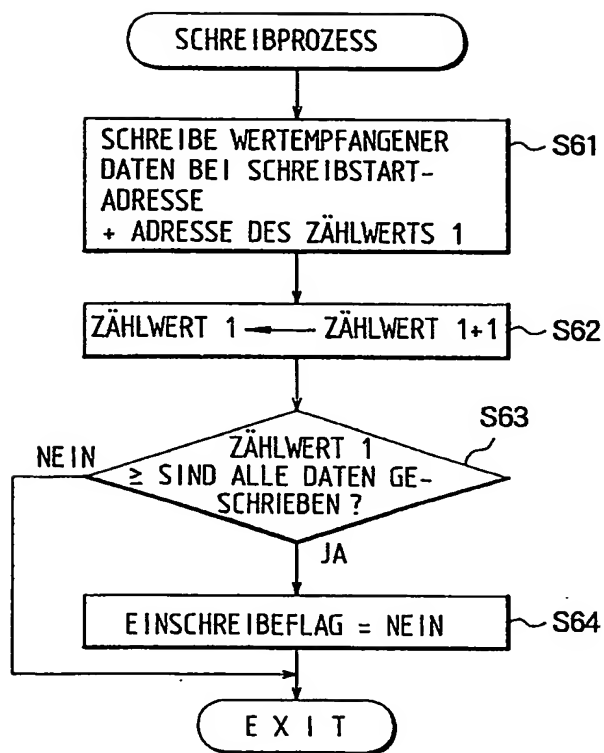 SCHREIBPROZESS
SCHREIBE WERTEMPFANGENER
DATEN BEI SCHREIBSTART-
ADRESSE
+ ADRESSE DES ZÄHLWERTS 1
S61
ZÄHLWERT 1 ← ZÄHLWERT 1+1
S62
S63
ZÄHLWERT 1
≥ SIND ALLE DATEN GE-
SCHRIEBEN ?
NEIN
JA
EINSCHREIBEFLAG = NEIN
S64
E X I T